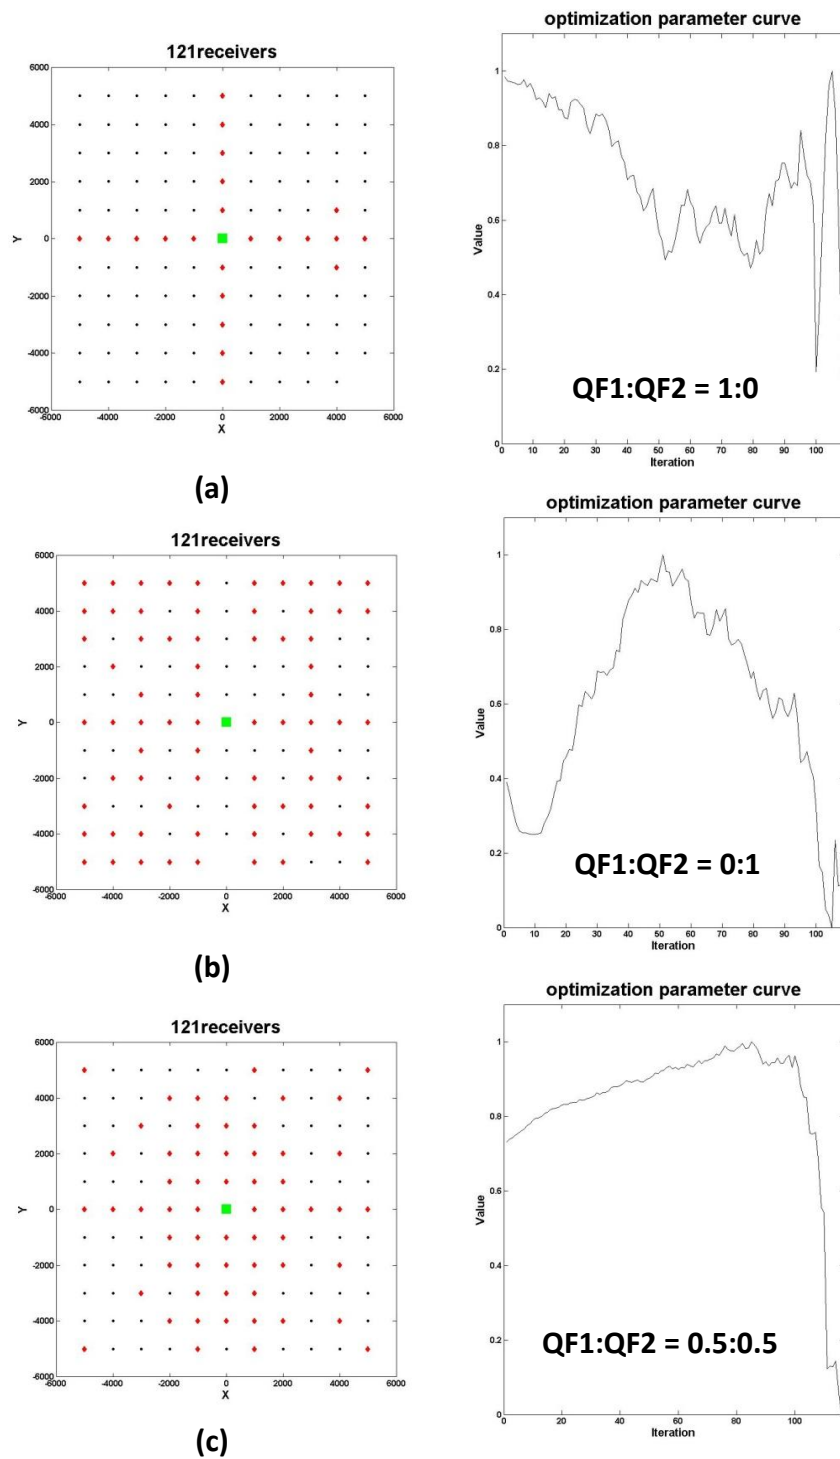 121receivers
6000
4000
2000
0
-2000
-4000
-6000
-6000 -4000 -2000 0 2000 4000 6000
X
Y
optimization parameter curve
1
0.8
0.6
0.4
0.2
0
0 10 20 30 40 50 60 70 80 90 100
Iteration
Value
QF1:QF2 = 1:0
(a)
121receivers
6000
4000
2000
0
-2000
-4000
-6000
-6000 -4000 -2000 0 2000 4000 6000
X
Y
optimization parameter curve
1
0.8
0.6
0.4
0.2
0
0 10 20 30 40 50 60 70 80 90 100
Iteration
Value
QF1:QF2 = 0:1
(b)
121receivers
6000
4000
2000
0
-2000
-4000
-6000
-6000 -4000 -2000 0 2000 4000 6000
X
Y
optimization parameter curve
1
0.8
0.6
0.4
0.2
0
0 20 40 60 80 100
Iteration
Value
QF1:QF2 = 0.5:0.5
(c)